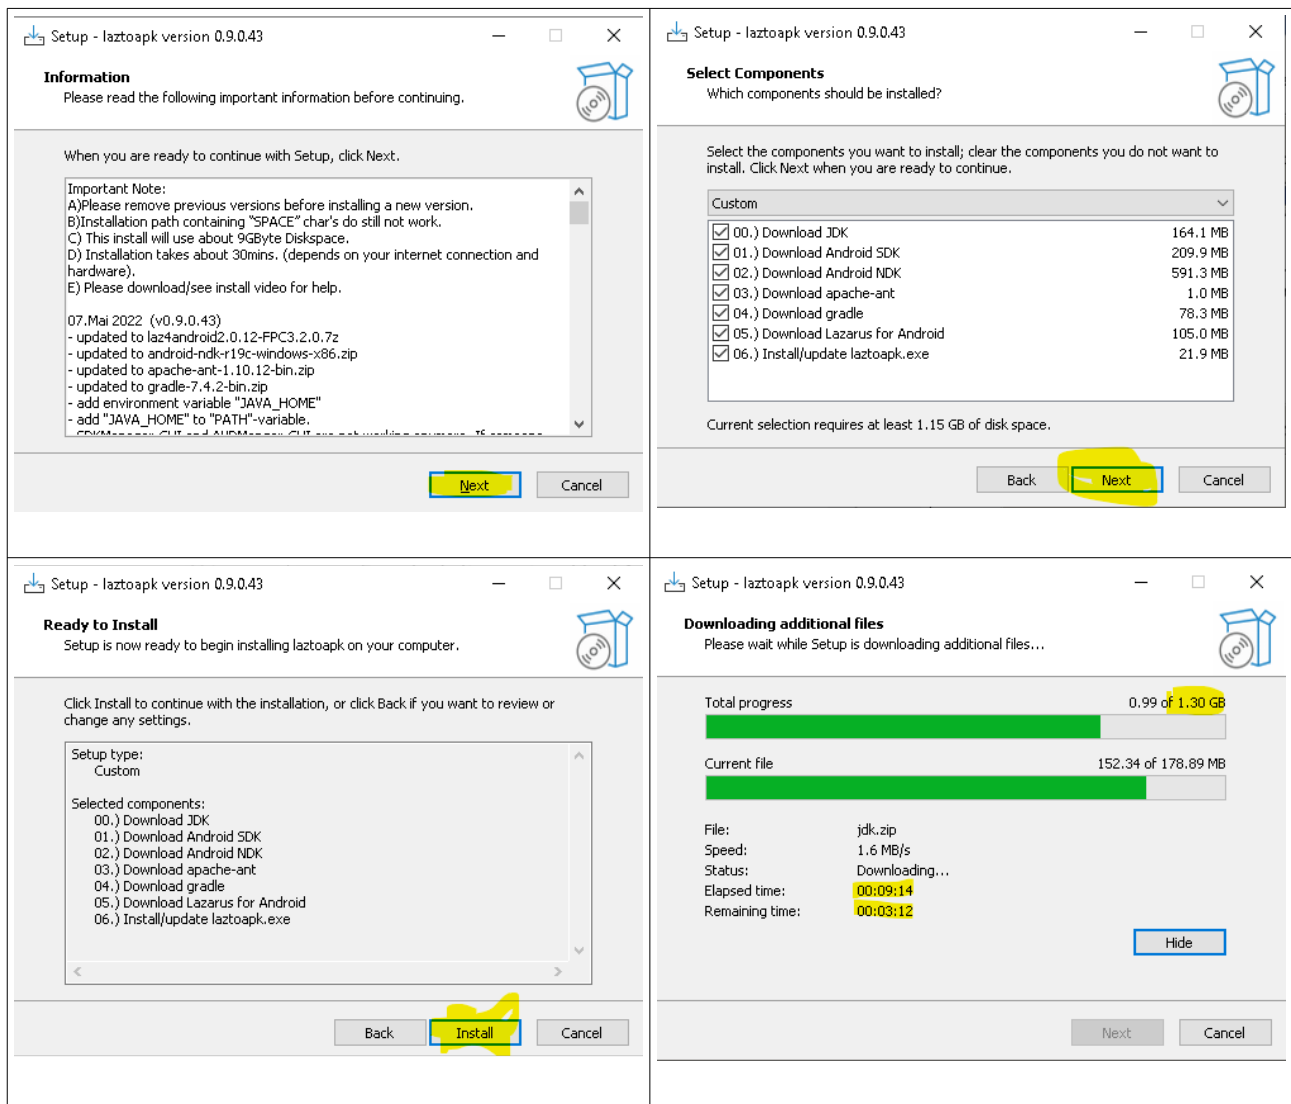 Setup - laztoapk version 0.9.0.43
Information
Please read the following important information before continuing.
When you are ready to continue with Setup, click Next.
Important Note:
A)Please remove previous versions before installing a new version.
B)Installation path containing "SPACE" char's do still not work.
C) This install will use about 9GByte Diskspace.
D) Installation takes about 30mins. (depends on your internet connection and
hardware).
E) Please download/see install video for help.
07.Mai 2022  (v0.9.0.43)
- updated to laz4android2.0.12-FPC3.2.0.7z
- updated to android-ndk-r19c-windows-x86.zip
- updated to apache-ant-1.10.12-bin.zip
- updated to gradle-7.4.2-bin.zip
- add environment variable "JAVA_HOME"
- add "JAVA_HOME" to "PATH"-variable.
Next
Cancel
Setup - laztoapk version 0.9.0.43
Select Components
Which components should be installed?
Select the components you want to install; clear the components you do not want to
install. Click Next when you are ready to continue.
Custom
00.) Download JDK 164.1 MB
01.) Download Android SDK 209.9 MB
02.) Download Android NDK 591.3 MB
03.) Download apache-ant 1.0 MB
04.) Download gradle 78.3 MB
05.) Download Lazarus for Android 105.0 MB
06.) Install/update laztoapk.exe 21.9 MB
Current selection requires at least 1.15 GB of disk space.
Back
Next
Cancel
Setup - laztoapk version 0.9.0.43
Ready to Install
Setup is now ready to begin installing laztoapk on your computer.
Click Install to continue with the installation, or click Back if you want to review or
change any settings.
Setup type:
Custom
Selected components:
00.) Download JDK
01.) Download Android SDK
02.) Download Android NDK
03.) Download apache-ant
04.) Download gradle
05.) Download Lazarus for Android
06.) Install/update laztoapk.exe
Back
Install
Cancel
Setup - laztoapk version 0.9.0.43
Downloading additional files
Please wait while Setup is downloading additional files...
Total progress 0.99 of 1.30 GB
Current file 152.34 of 178.89 MB
File: jdk.zip
Speed: 1.6 MB/s
Status: Downloading...
Elapsed time: 00:09:14
Remaining time: 00:03:12
Hide
Next
Cancel